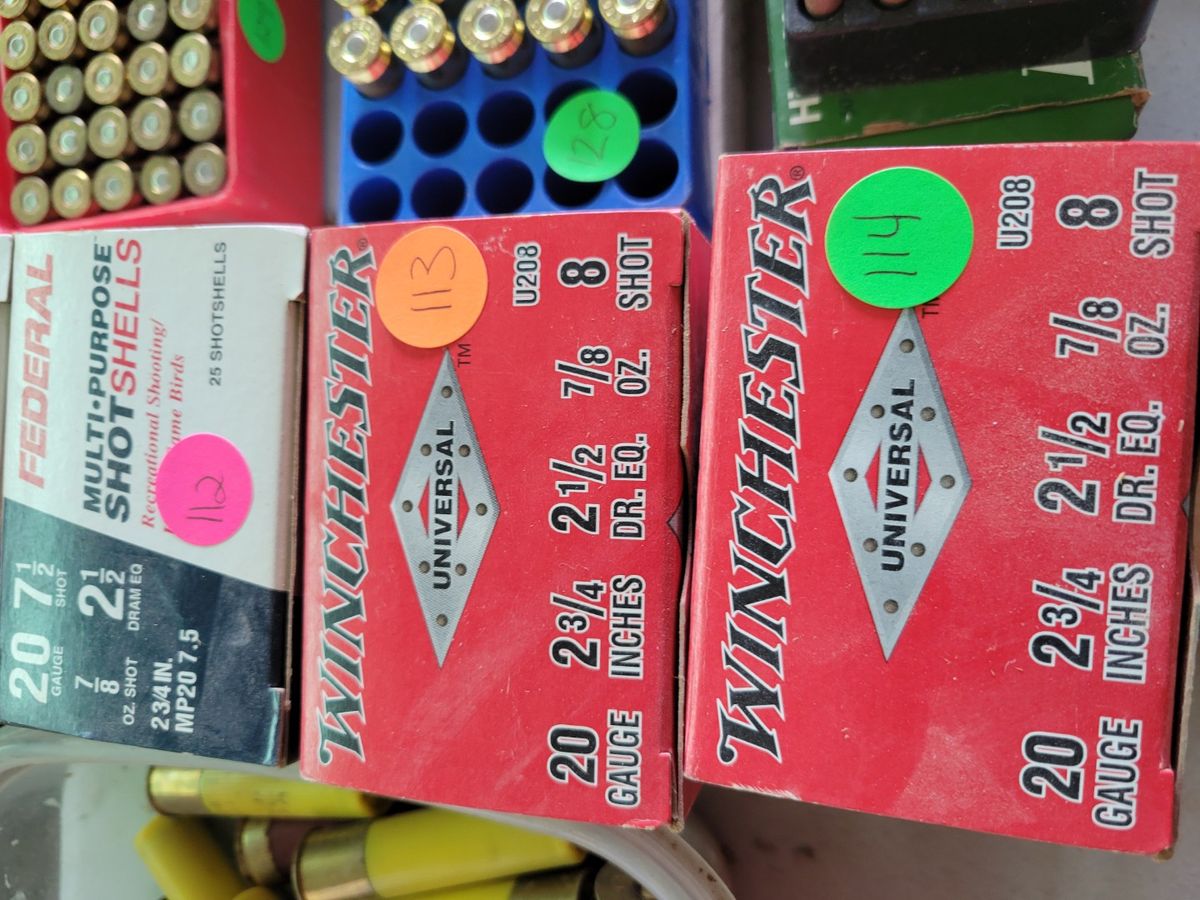 FEDERAL
MULTI-PURPOSE™
SHOTSHELLS
Recreational Shooting/
Game Birds
25 SHOTSHELLS
112
20 GAUGE
7 1/2 SHOT
7/8 OZ. SHOT
2 1/2 DRAM EQ
2 3/4 IN.
MP20 7,5
WINCHESTER®
113
UNIVERSAL
TM
U208
20 GAUGE
2 3/4 INCHES
2 1/2 DR. EQ.
7/8 OZ.
8 SHOT
WINCHESTER®
114
UNIVERSAL
U208
20 GAUGE
2 3/4 INCHES
2 1/2 DR. EQ.
7/8 OZ.
8 SHOT
128